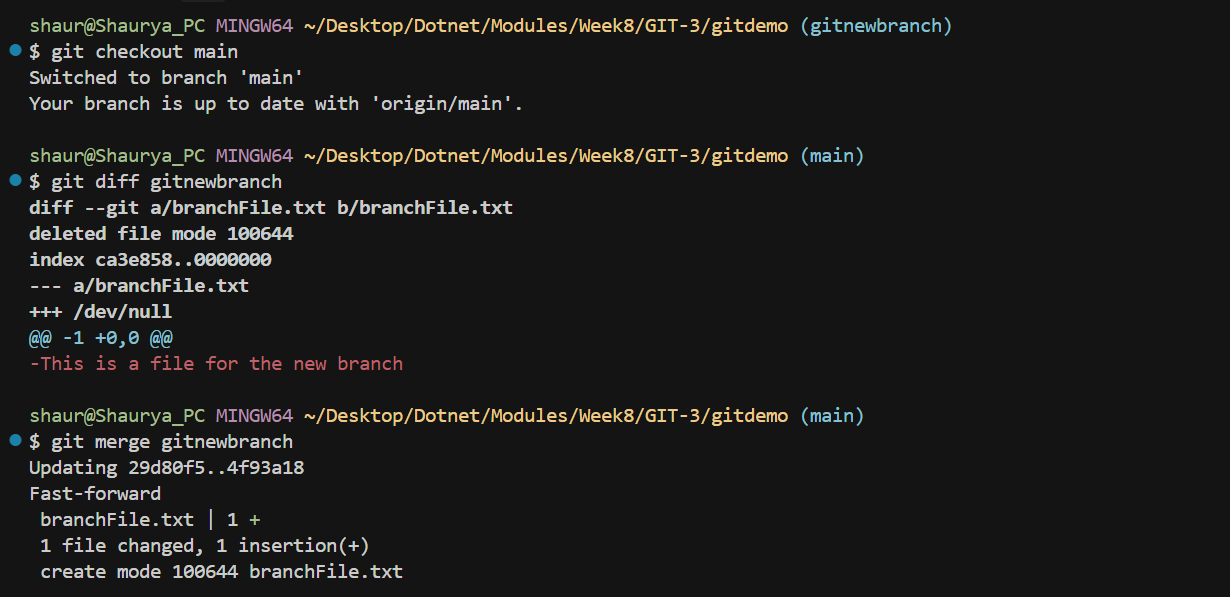 shaur@Shaurya_PC MINGW64 ~/Desktop/Dotnet/Modules/Week8/GIT-3/gitdemo (gitnewbranch)
$ git checkout main
Switched to branch 'main'
Your branch is up to date with 'origin/main'.
shaur@Shaurya_PC MINGW64 ~/Desktop/Dotnet/Modules/Week8/GIT-3/gitdemo (main)
$ git diff gitnewbranch
diff --git a/branchFile.txt b/branchFile.txt
deleted file mode 100644
index ca3e858..0000000
--- a/branchFile.txt
+++ /dev/null
@@ -1 +0,0 @@
-This is a file for the new branch
shaur@Shaurya_PC MINGW64 ~/Desktop/Dotnet/Modules/Week8/GIT-3/gitdemo (main)
$ git merge gitnewbranch
Updating 29d80f5..4f93a18
Fast-forward
 branchFile.txt | 1 +
 1 file changed, 1 insertion(+)
 create mode 100644 branchFile.txt